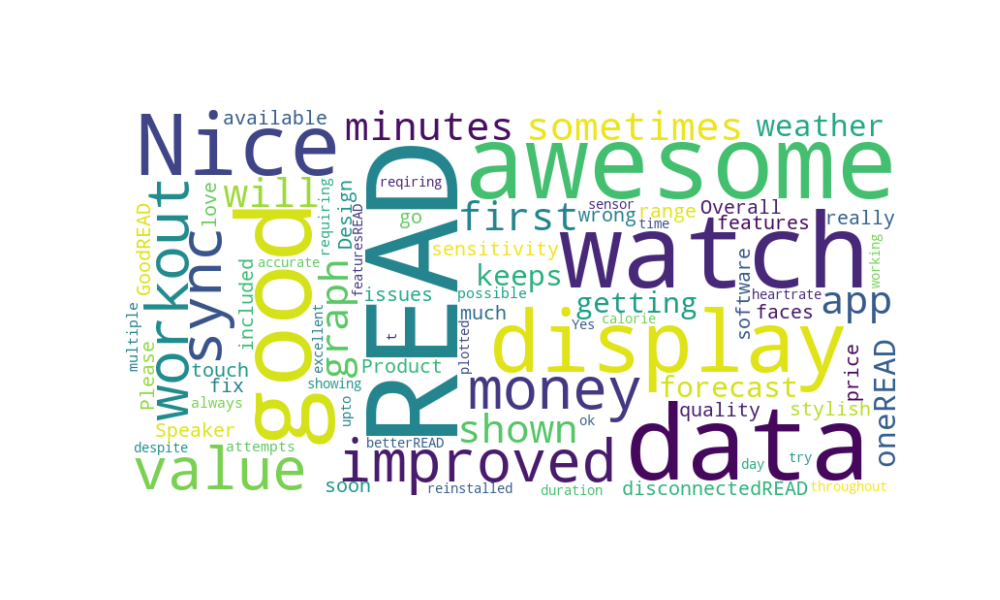 Nice
available
minutes
sometimes
weather
awesome
READ
reqiring
go
workout
sync
love
will
good
requiring
Design
featuresREAD
first
wrong
sensor
time
range
Overall
features
really
sensitivity
watch
GoodREAD
accurate
included
graph
issues
keeps
possible
getting
software
heartrate
faces
app
working
multiple
Please
touch
fix
always
excellent
showing
upto
t
Product
much
plotted
Yes
calorie
display
money
forecast
price
oneREAD
quality
stylish
Speaker
despite
attempts
value
soon
betterREAD
improved
shown
ok
reinstalled
duration
data
day
try
disconnectedREAD
throughout